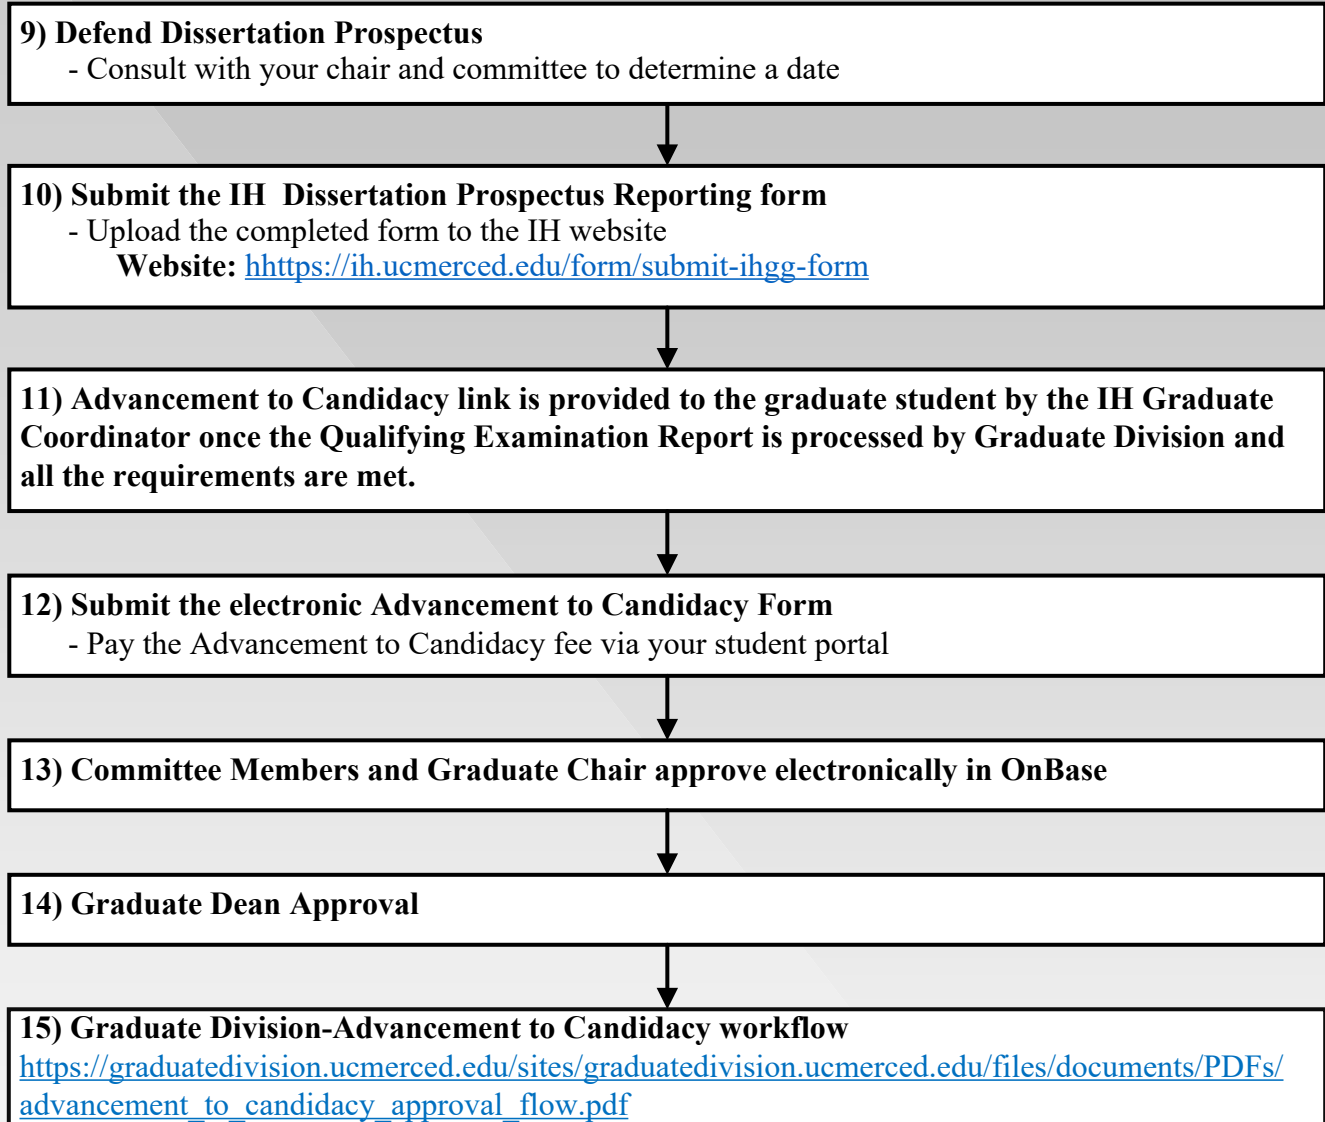 9) Defend Dissertation Prospectus
- Consult with your chair and committee to determine a date
10) Submit the IH  Dissertation Prospectus Reporting form
- Upload the completed form to the IH website
Website: hhttps://ih.ucmerced.edu/form/submit-ihgg-form
11) Advancement to Candidacy link is provided to the graduate student by the IH Graduate
Coordinator once the Qualifying Examination Report is processed by Graduate Division and
all the requirements are met.
12) Submit the electronic Advancement to Candidacy Form
- Pay the Advancement to Candidacy fee via your student portal
13) Committee Members and Graduate Chair approve electronically in OnBase
14) Graduate Dean Approval
15) Graduate Division-Advancement to Candidacy workflow
https://graduatedivision.ucmerced.edu/sites/graduatedivision.ucmerced.edu/files/documents/PDFs/
advancement_to_candidacy_approval_flow.pdf